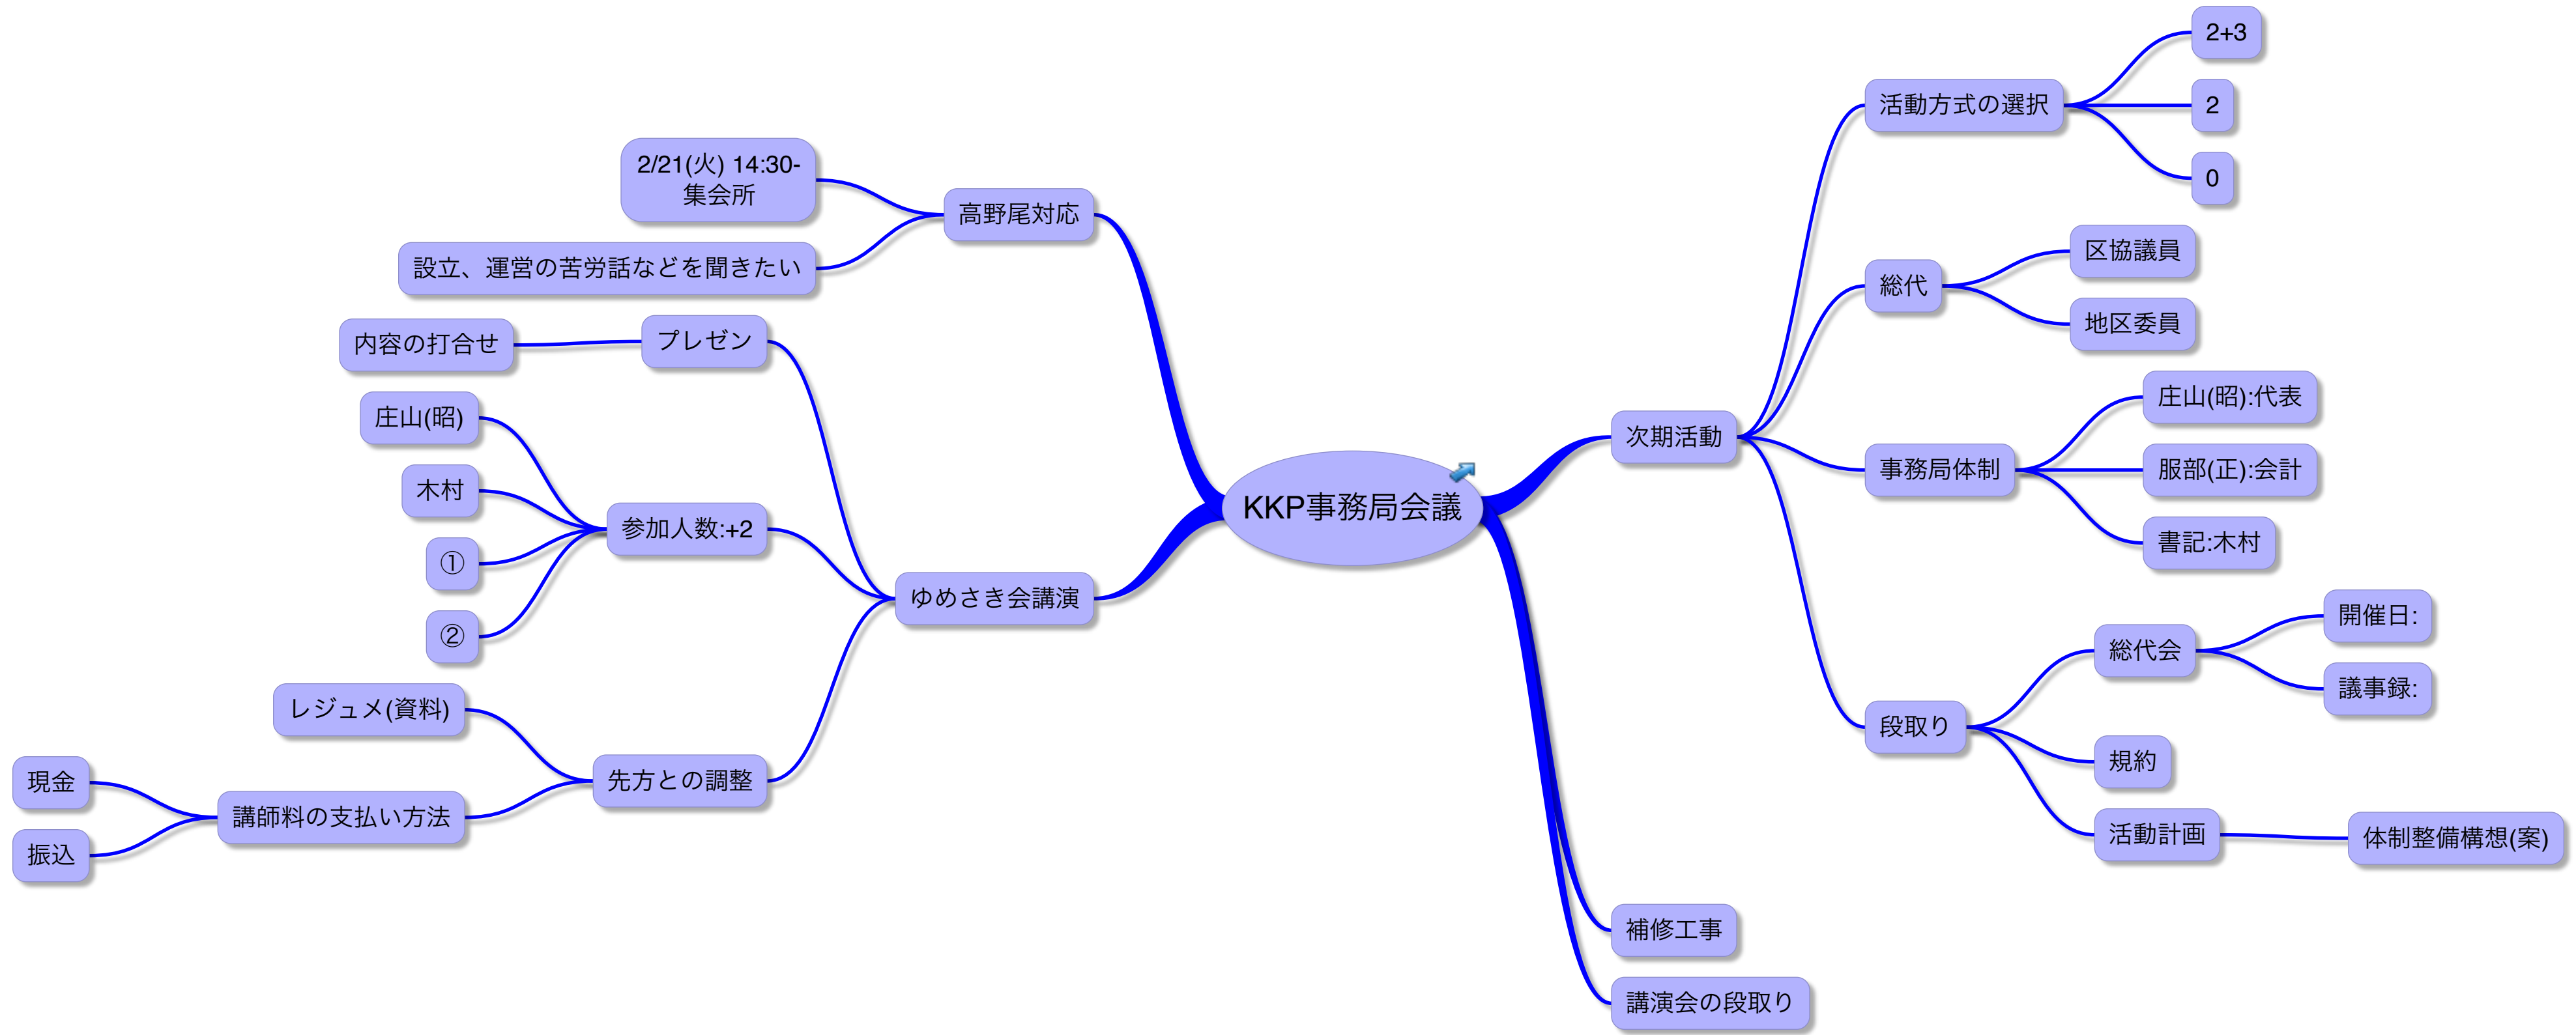 KKP事務局会議
高野尾対応
2/21(火) 14:30-
集会所
設立、運営の苦労話などを聞きたい
ゆめさき会講演
プレゼン
内容の打合せ
参加人数:+2
庄山(昭)
木村
①
②
先方との調整
レジュメ(資料)
講師料の支払い方法
現金
振込
次期活動
活動方式の選択
2+3
2
0
総代
区協議員
地区委員
事務局体制
庄山(昭):代表
服部(正):会計
書記:木村
段取り
総代会
開催日:
議事録:
規約
活動計画
体制整備構想(案)
補修工事
講演会の段取り